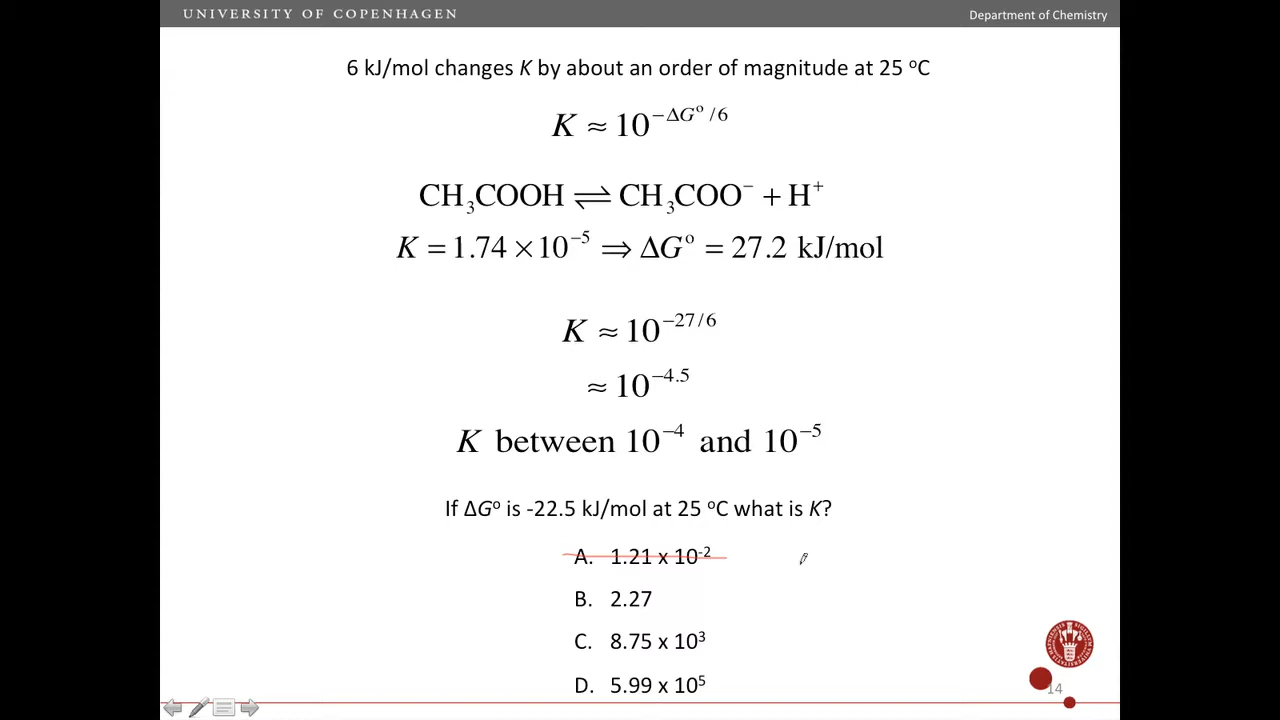 UNIVERSITY OF COPENHAGEN
Department of Chemistry
6 kJ/mol changes K by about an order of magnitude at 25 °C
K ≈ 10^(−ΔG°/6)
CH₃COOH ⇌ CH₃COO⁻ + H⁺
K = 1.74 × 10⁻⁵ ⇒ ΔG° = 27.2 kJ/mol
K ≈ 10^(−27/6)
≈ 10^(−4.5)
K between 10⁻⁴ and 10⁻⁵
If ΔG° is -22.5 kJ/mol at 25 °C what is K?
A. 1.21 x 10⁻²
B. 2.27
C. 8.75 x 10³
D. 5.99 x 10⁵
14